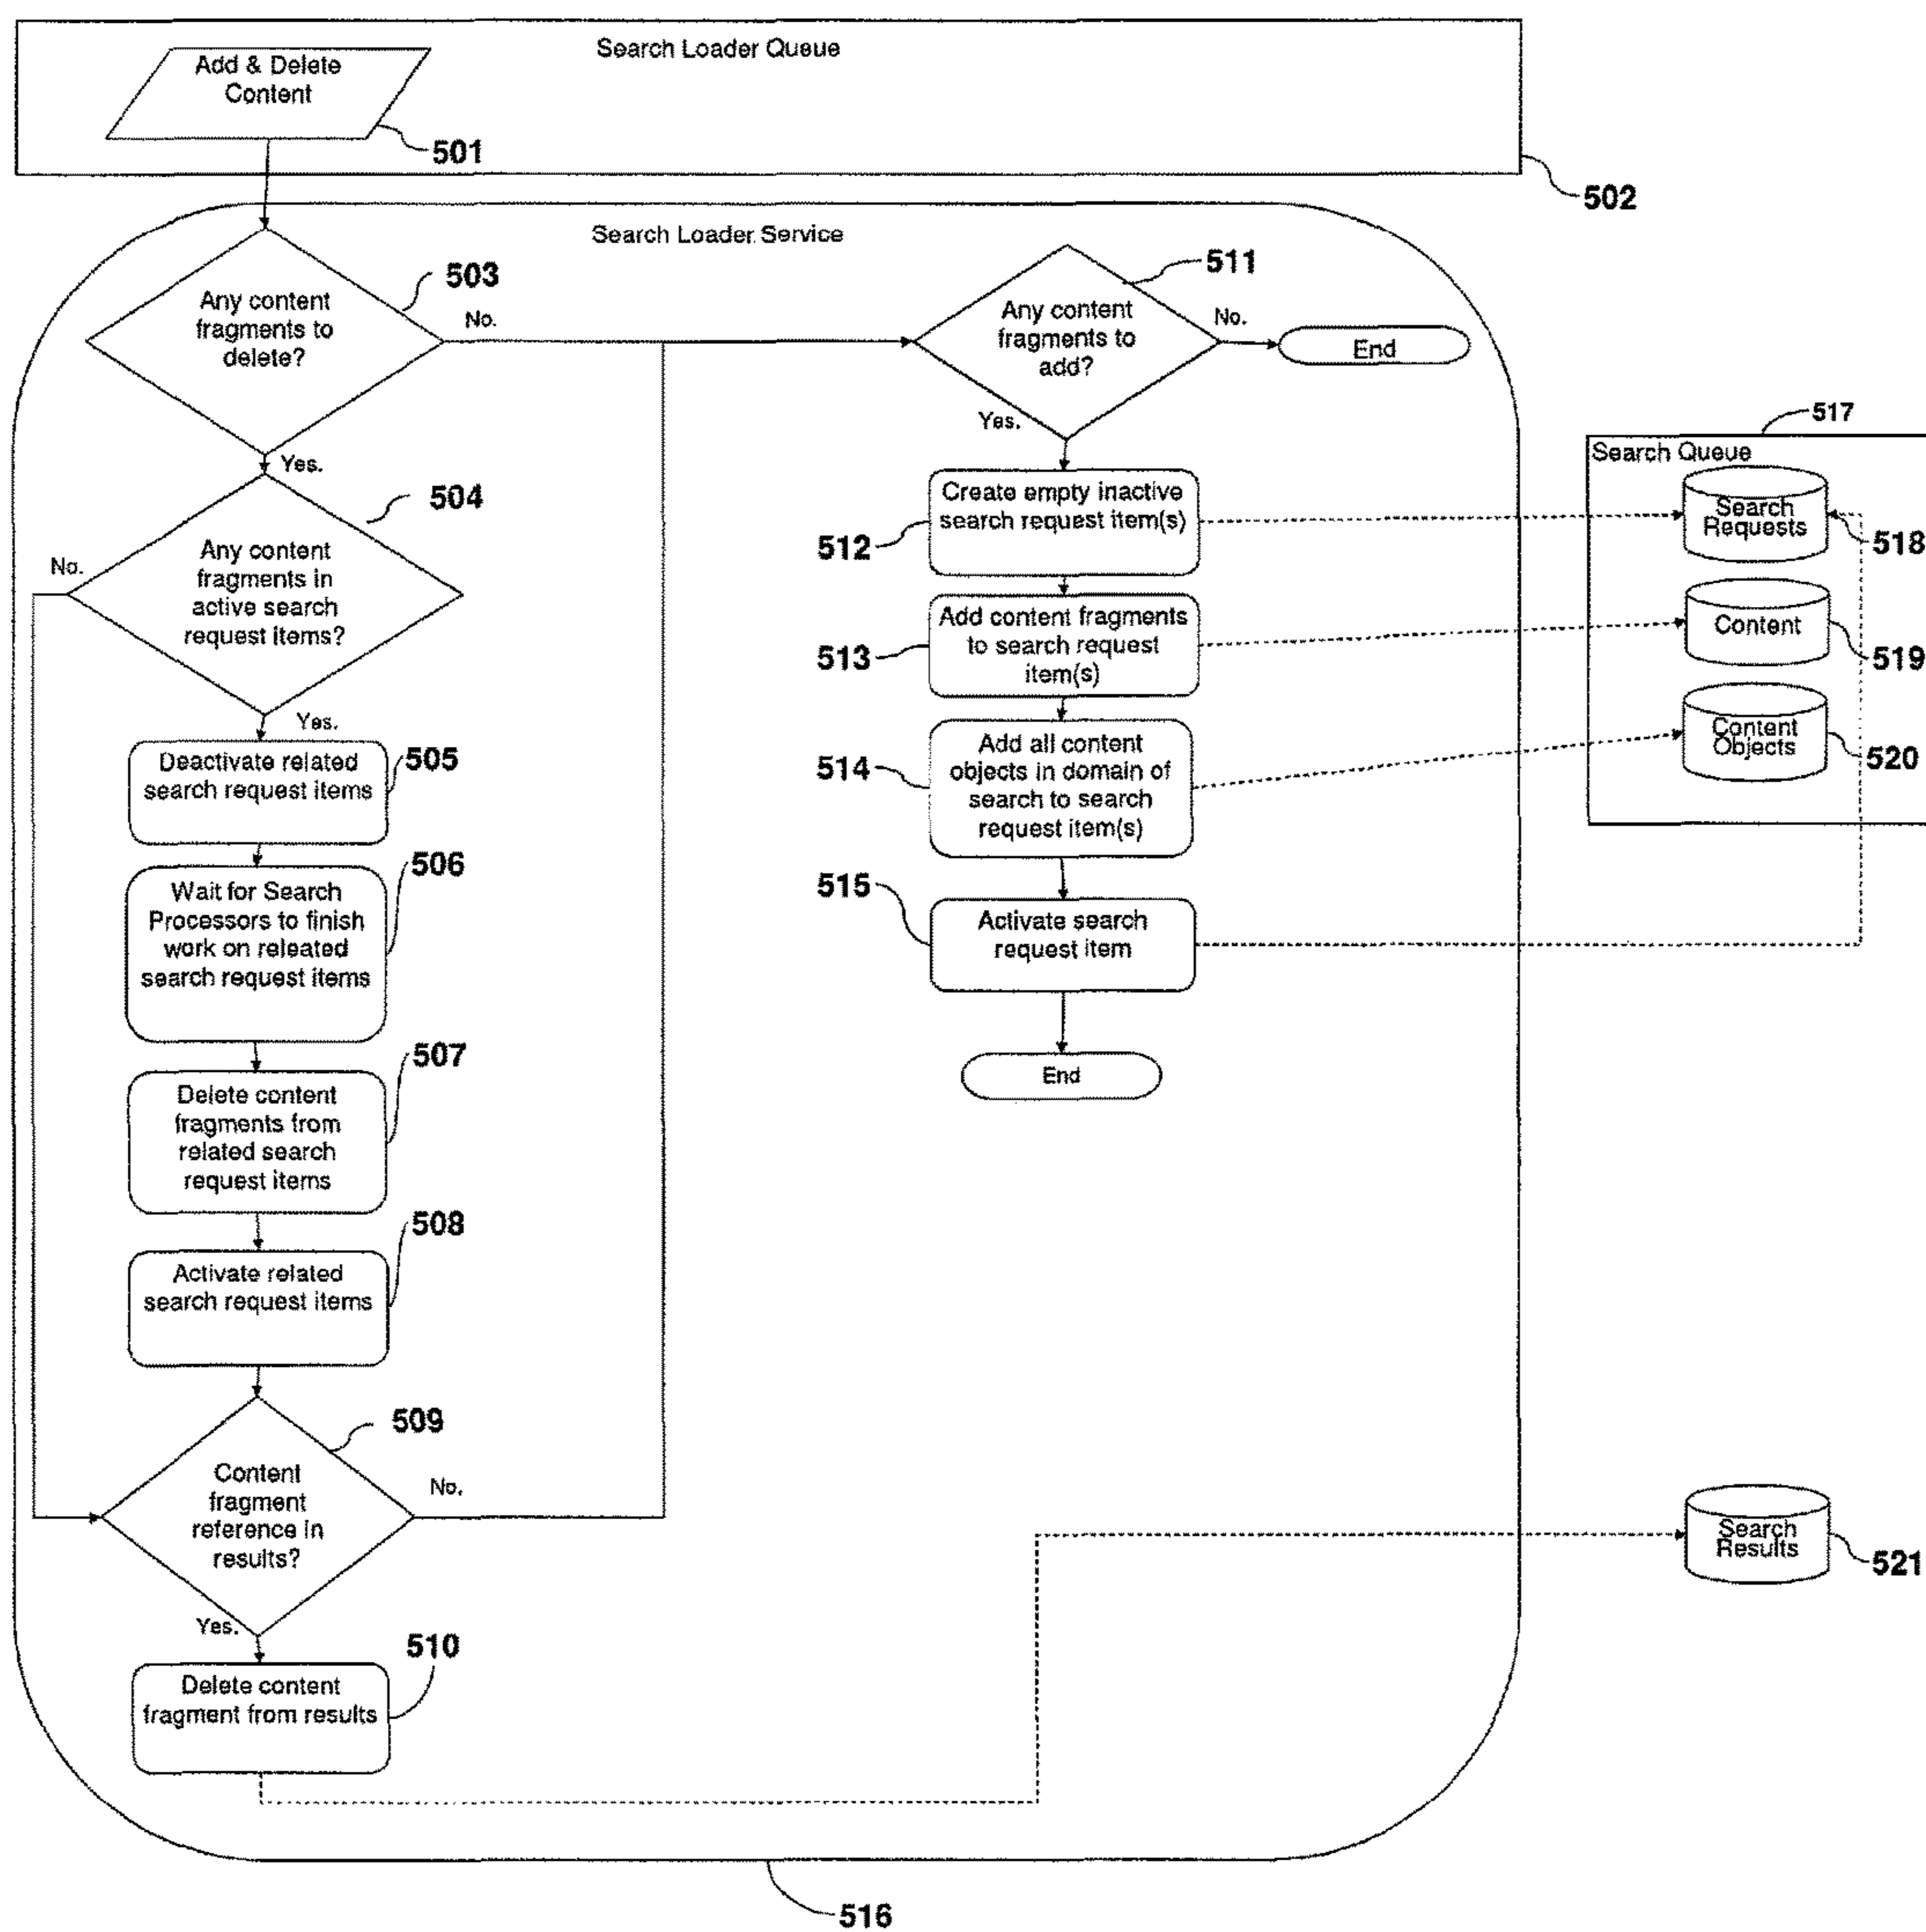 Search Loader Queue
Add & Delete
Content
501
502
Search Loader Service
503
Any content
fragments to
delete?
No.
Yes.
504
Any content
fragments in
active search
request items?
No.
Yes.
Deactivate related
search request items
505
Wait for Search
Processors to finish
work on releated
search request items
506
Delete content
fragments from
related search
request items
507
Activate related
search request items
508
Content
fragment
reference in
results?
509
No.
Yes.
Delete content
fragment from results
510
511
Any content
fragments to
add?
No.
End
Yes.
Create empty inactive
search request item(s)
512
Add content fragments
to search request
item(s)
513
Add all content
objects in domain of
search to search
request item(s)
514
Activate search
request item
515
End
516
517
Search Queue
Search
Requests
518
Content
519
Content
Objects
520
Search
Results
521